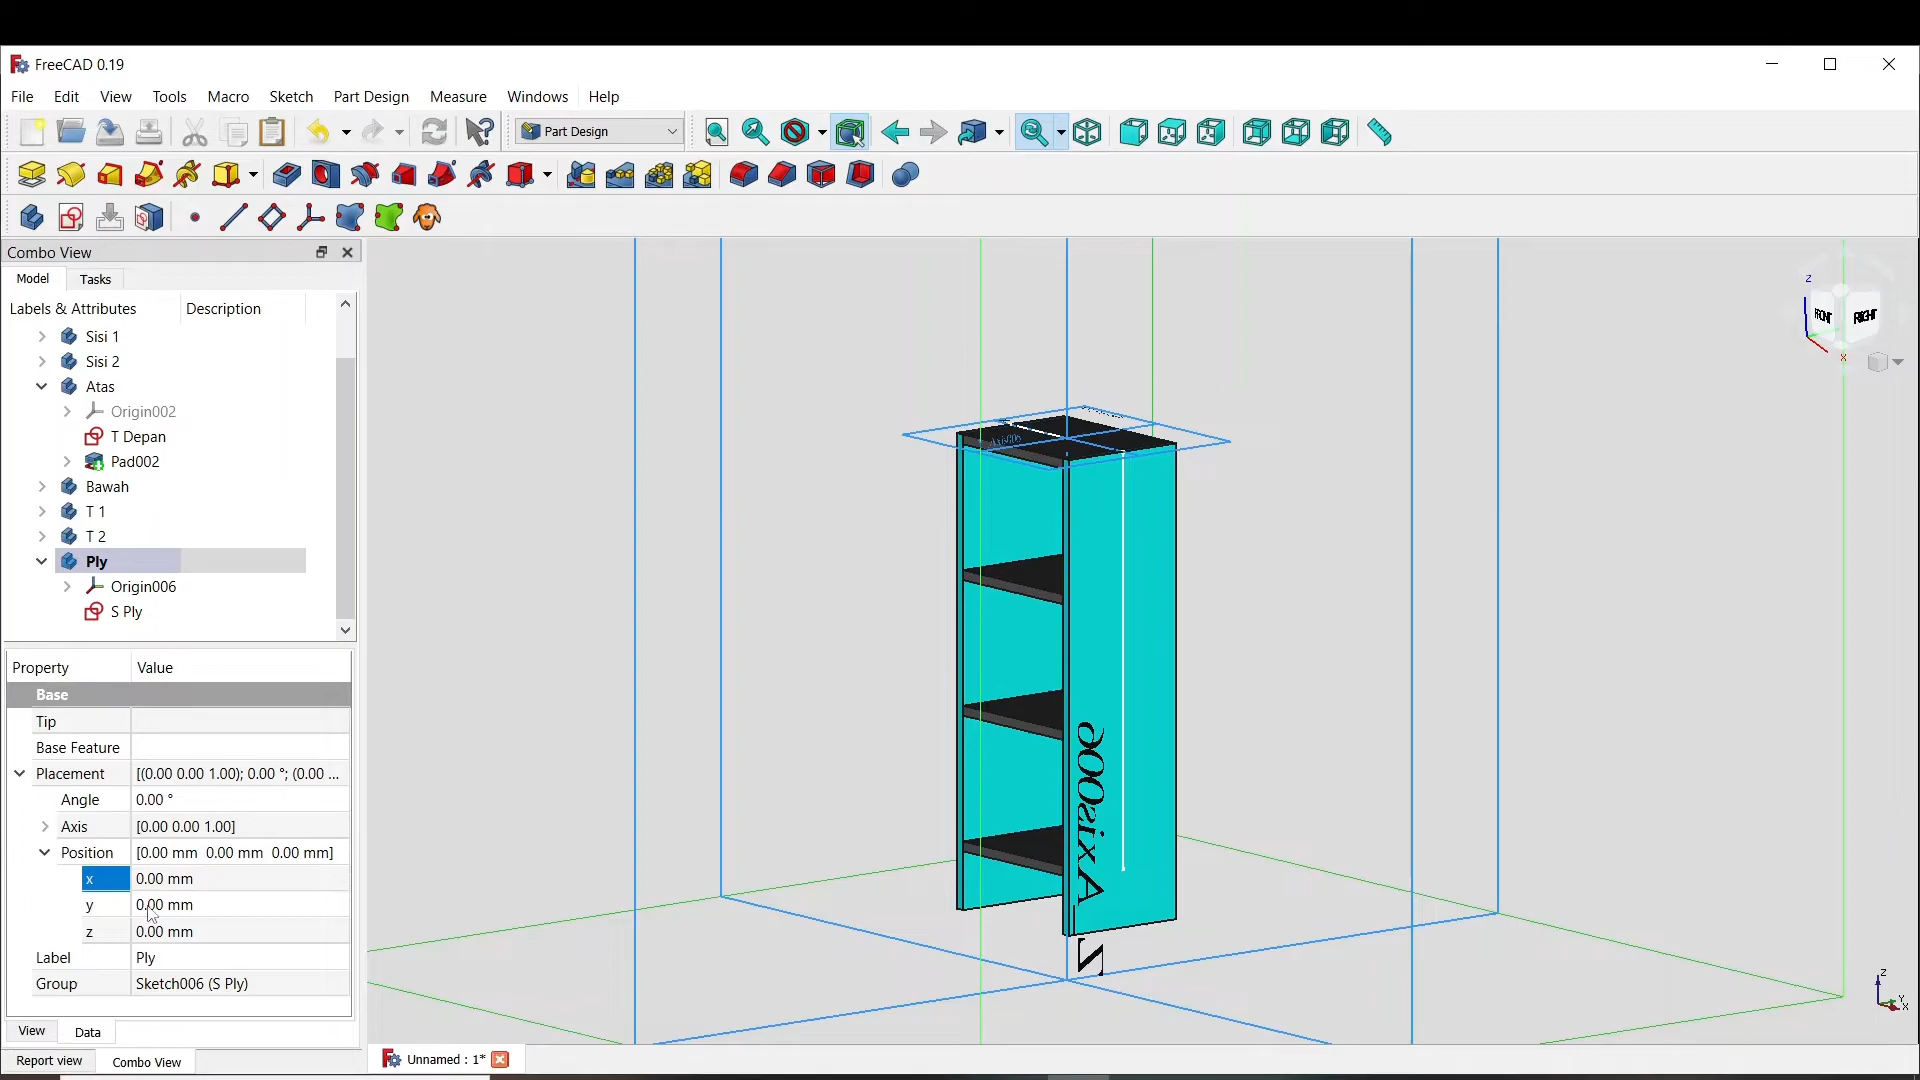 FreeCAD 0.19
File Edit View Tools Macro Sketch Part Design Measure Windows Help
Part Design
Combo View
Model Tasks
Labels & Attributes Description
Sisi 1
Sisi 2
Atas
Origin002
T Depan
Pad002
Bawah
T 1
T 2
Ply
Origin006
S Ply
Property Value
Base
Tip
Base Feature
Placement [(0.00 0.00 1.00); 0.00 °; (0.00 ...
Angle 0.00 °
Axis [0.00 0.00 1.00]
Position [0.00 mm 0.00 mm 0.00 mm]
x 0.00 mm
y 0.00 mm
z 0.00 mm
Label Ply
Group Sketch006 (S Ply)
View Data
Report view Combo View
Unnamed : 1*
Z_Axis006
Z
FRONT RIGHT
X
Z
Y
X